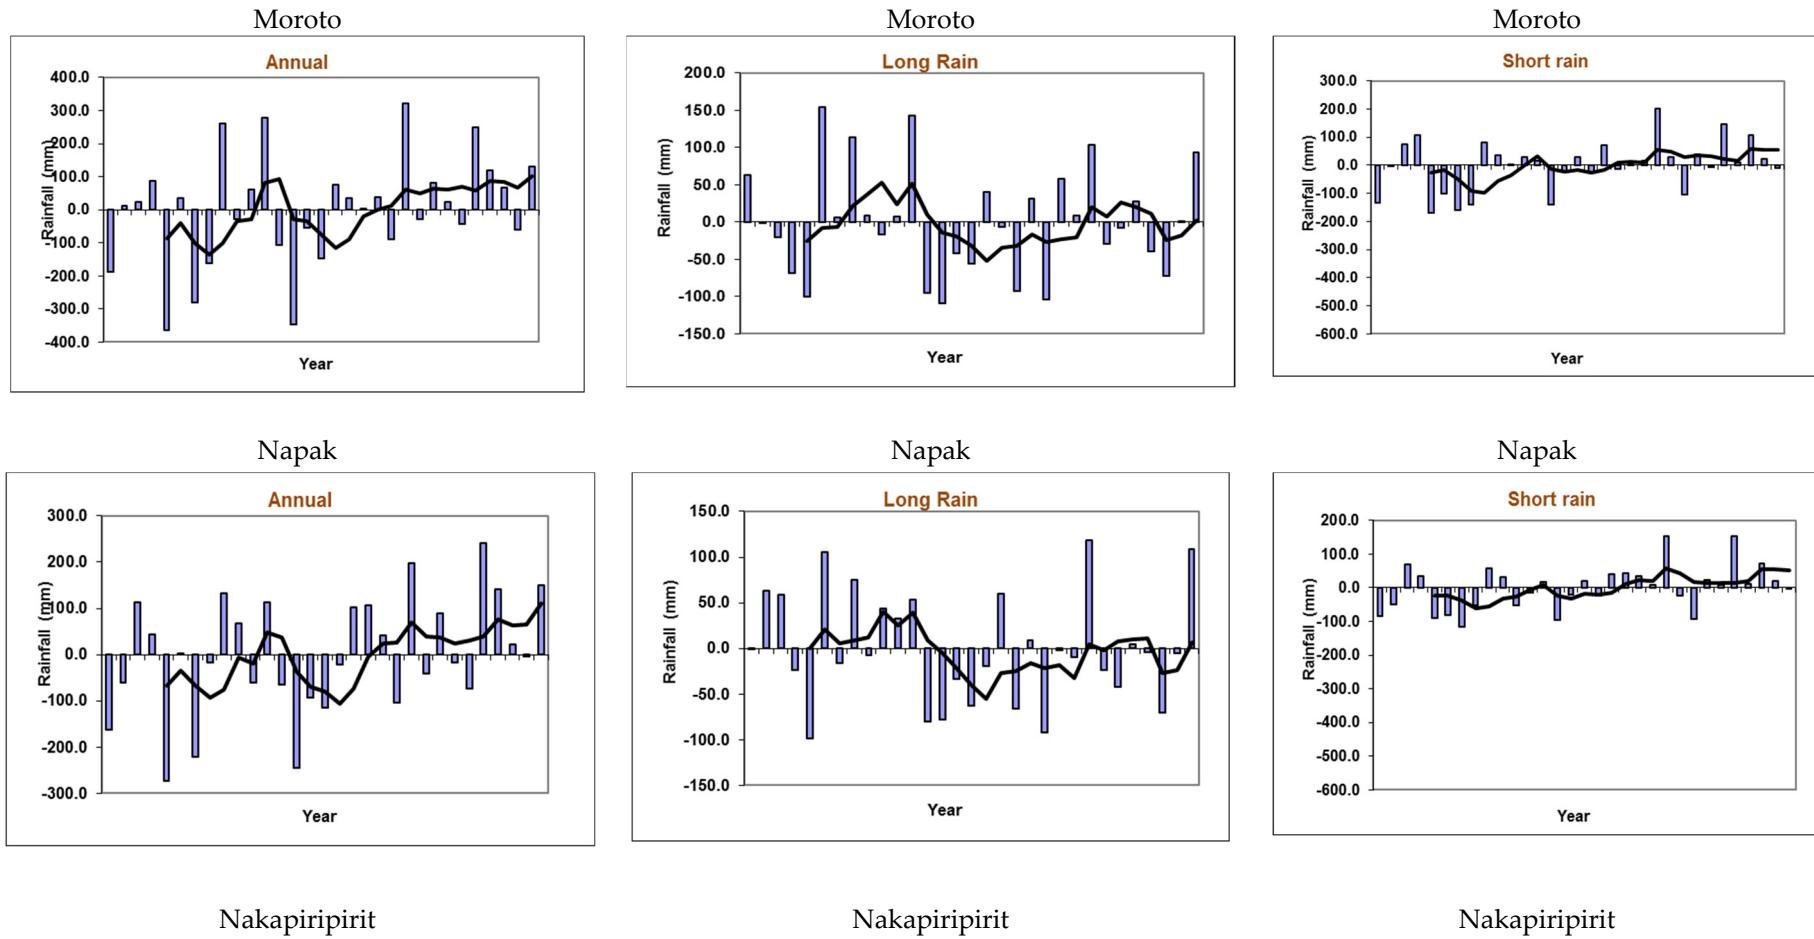 Moroto Moroto Moroto
Annual
400.0
300.0
200.0
100.0
0.0
-100.0
-200.0
-300.0
-400.0
Rainfall (mm)
Year
Long Rain
200.0
150.0
100.0
50.0
0.0
-50.0
-100.0
-150.0
Rainfall (mm)
Year
Short rain
300.0
200.0
100.0
0.0
-100.0
-200.0
-300.0
-400.0
-500.0
-600.0
Rainfall (mm)
Year
Napak Napak Napak
Annual
300.0
200.0
100.0
0.0
-100.0
-200.0
-300.0
Rainfall (mm)
Year
Long Rain
150.0
100.0
50.0
0.0
-50.0
-100.0
-150.0
Rainfall (mm)
Year
Short rain
200.0
100.0
0.0
-100.0
-200.0
-300.0
-400.0
-500.0
-600.0
Rainfall (mm)
Year
Nakapiripirit Nakapiripirit Nakapiripirit